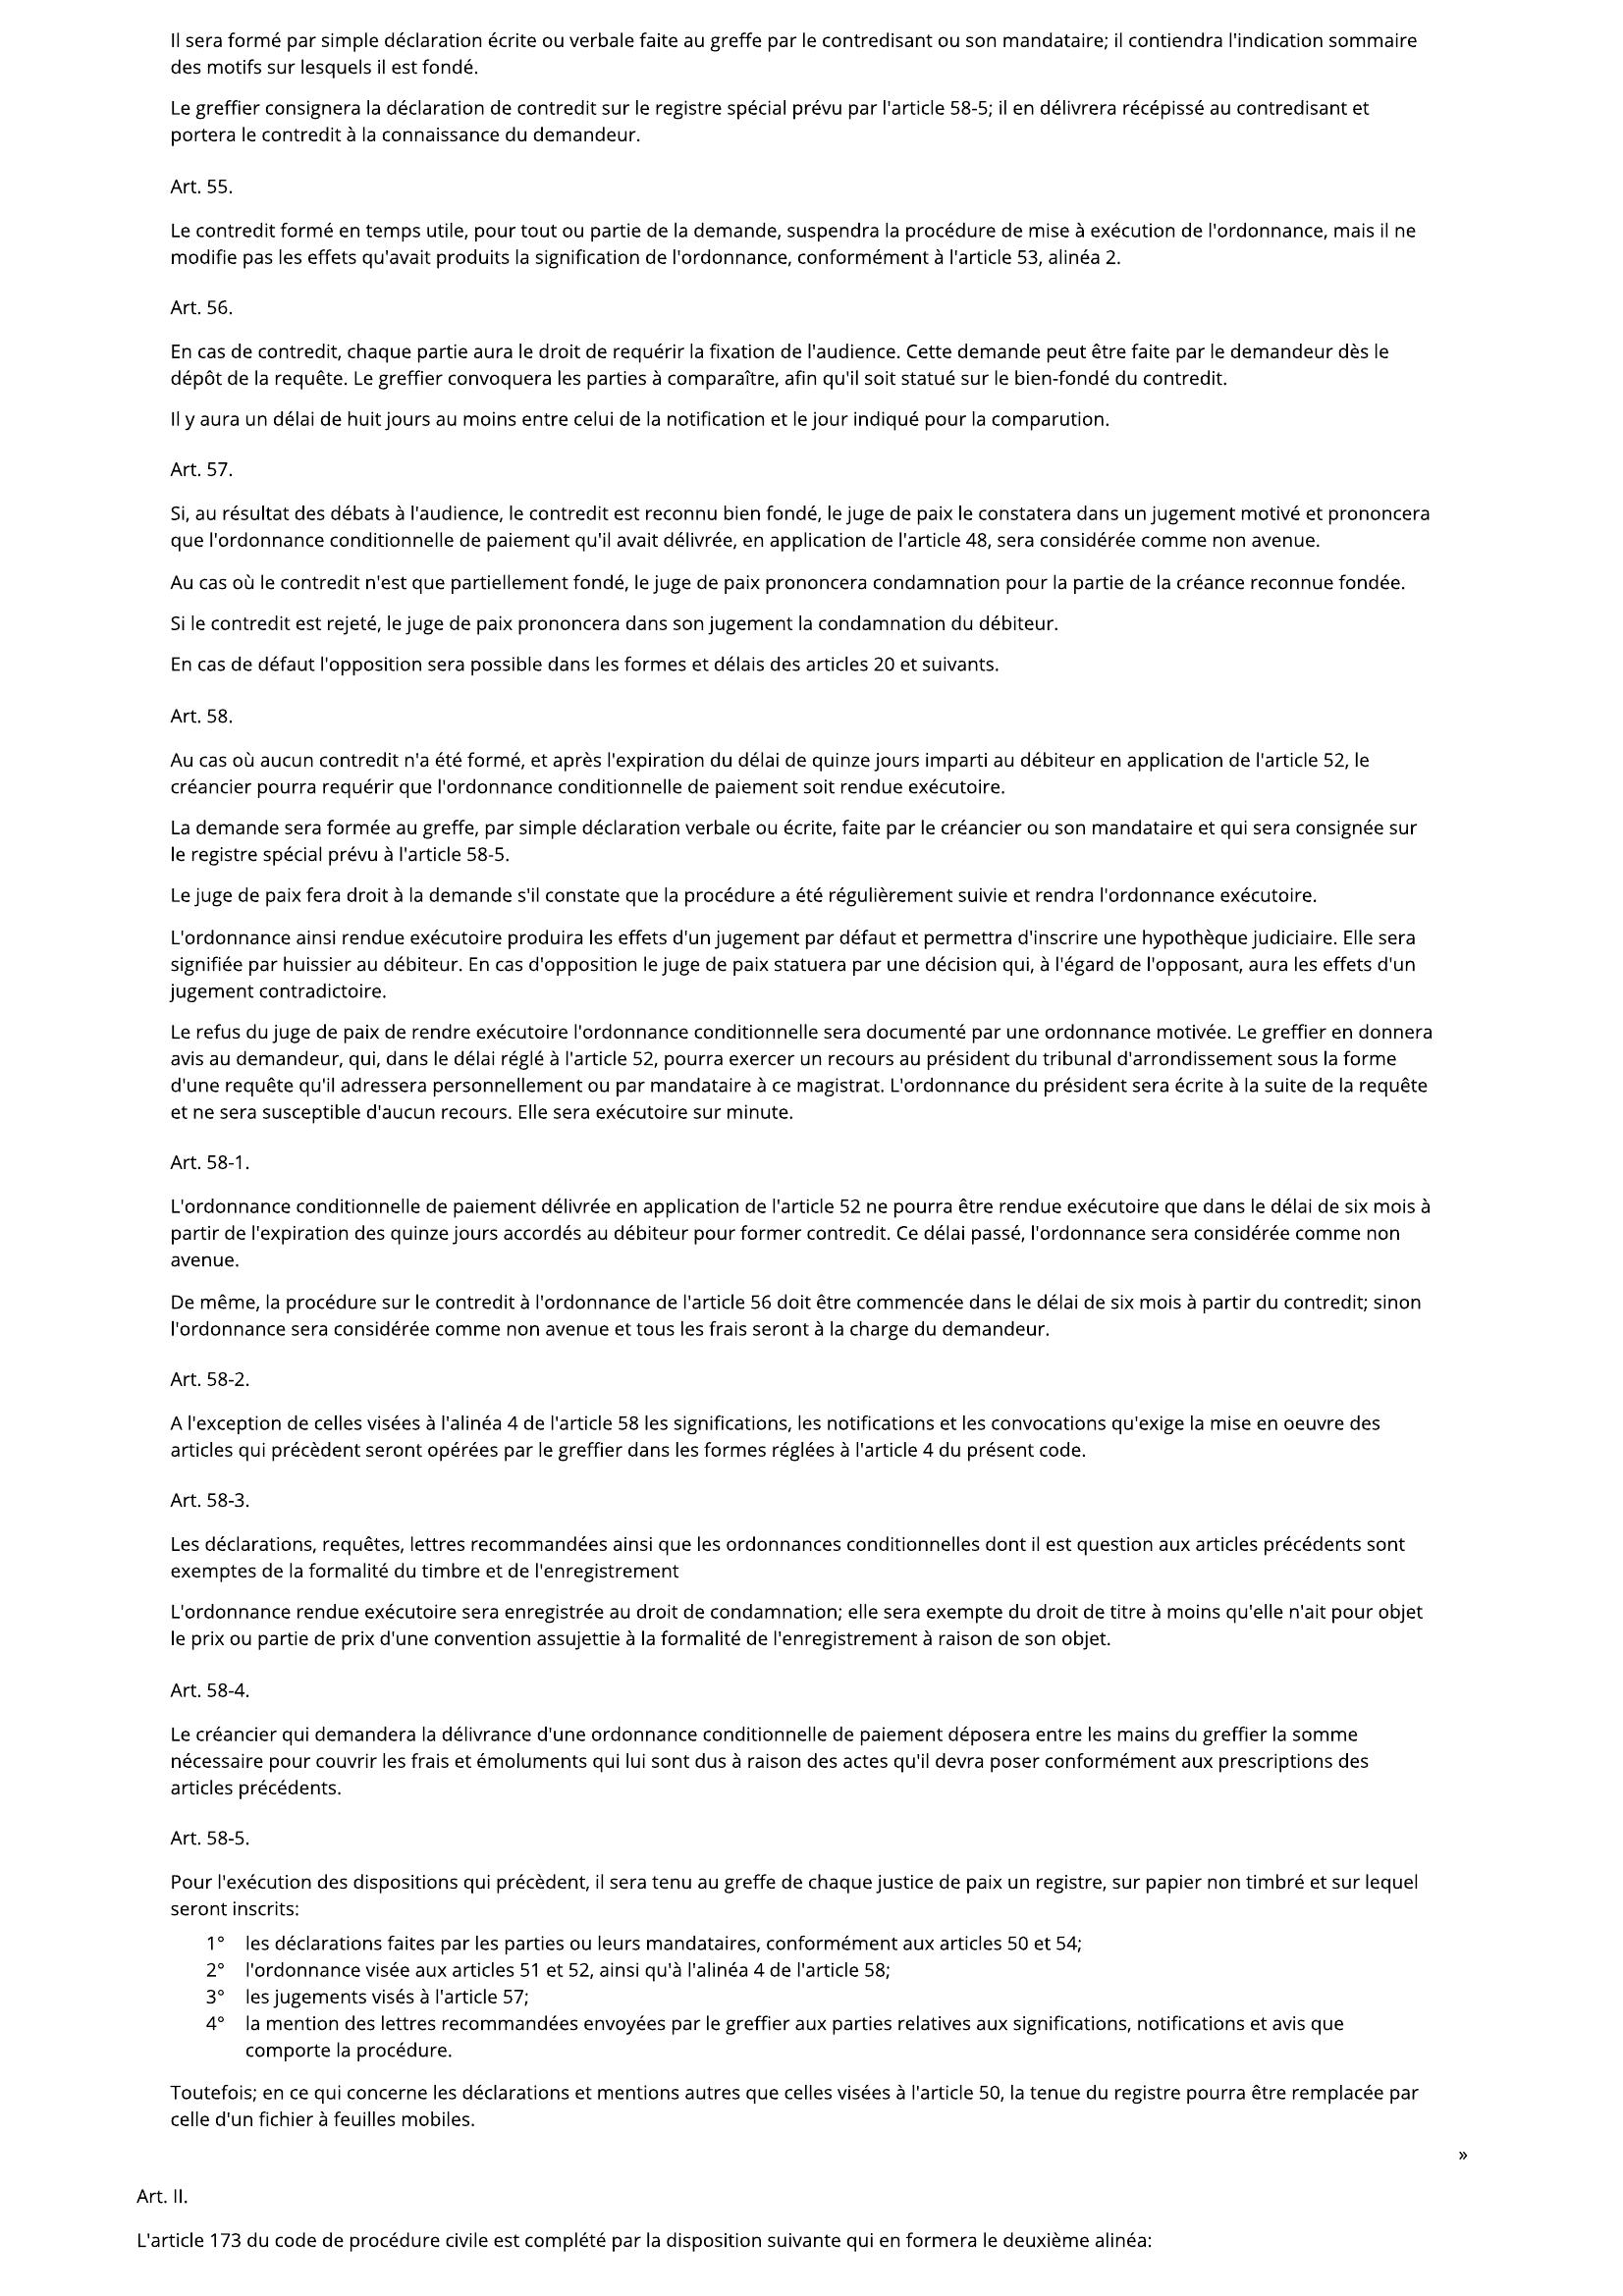 Il sera formé par simple déclaration écrite ou verbale faite au greffe par le contredisant ou son mandataire; il contiendra l'indication sommaire
des motifs sur lesquels il est fondé.
Le greffier consignera la déclaration de contredit sur le registre spécial prévu par l'article 58-5; il en délivrera récépissé au contredisant et
portera le contredit à la connaissance du demandeur.
Art. 55.
Le contredit formé en temps utile, pour tout ou partie de la demande, suspendra la procédure de mise à exécution de l'ordonnance, mais il ne
modifie pas les effets qu'avait produits la signification de l'ordonnance, conformément à l'article 53, alinéa 2.
Art. 56.
En cas de contredit, chaque partie aura le droit de requérir la fixation de l'audience. Cette demande peut être faite par le demandeur dès le
dépôt de la requête. Le greffier convoquera les parties à comparaître, afin qu'il soit statué sur le bien-fondé du contredit.
Il y aura un délai de huit jours au moins entre celui de la notification et le jour indiqué pour la comparution.
Art. 57.
Si, au résultat des débats à l'audience, le contredit est reconnu bien fondé, le juge de paix le constatera dans un jugement motivé et prononcera
que l'ordonnance conditionnelle de paiement qu'il avait délivrée, en application de l'article 48, sera considérée comme non avenue.
Au cas où le contredit n'est que partiellement fondé, le juge de paix prononcera condamnation pour la partie de la créance reconnue fondée.
Si le contredit est rejeté, le juge de paix prononcera dans son jugement la condamnation du débiteur.
En cas de défaut l'opposition sera possible dans les formes et délais des articles 20 et suivants.
Art. 58.
Au cas où aucun contredit n'a été formé, et après l'expiration du délai de quinze jours imparti au débiteur en application de l'article 52, le
créancier pourra requérir que l'ordonnance conditionnelle de paiement soit rendue exécutoire.
La demande sera formée au greffe, par simple déclaration verbale ou écrite, faite par le créancier ou son mandataire et qui sera consignée sur
le registre spécial prévu à l'article 58-5.
Le juge de paix fera droit à la demande s'il constate que la procédure a été régulièrement suivie et rendra l'ordonnance exécutoire.
L'ordonnance ainsi rendue exécutoire produira les effets d'un jugement par défaut et permettra d'inscrire une hypothèque judiciaire. Elle sera
signifiée par huissier au débiteur. En cas d'opposition le juge de paix statuera par une décision qui, à l'égard de l'opposant, aura les effets d'un
jugement contradictoire.
Le refus du juge de paix de rendre exécutoire l'ordonnance conditionnelle sera documenté par une ordonnance motivée. Le greffier en donnera
avis au demandeur, qui, dans le délai réglé à l'article 52, pourra exercer un recours au président du tribunal d'arrondissement sous la forme
d'une requête qu'il adressera personnellement ou par mandataire à ce magistrat. L'ordonnance du président sera écrite à la suite de la requête
et ne sera susceptible d'aucun recours. Elle sera exécutoire sur minute.
Art. 58-1.
L'ordonnance conditionnelle de paiement délivrée en application de l'article 52 ne pourra être rendue exécutoire que dans le délai de six mois à
partir de l'expiration des quinze jours accordés au débiteur pour former contredit. Ce délai passé, l'ordonnance sera considérée comme non
avenue.
De même, la procédure sur le contredit à l'ordonnance de l'article 56 doit être commencée dans le délai de six mois à partir du contredit; sinon
l'ordonnance sera considérée comme non avenue et tous les frais seront à la charge du demandeur.
Art. 58-2.
A l'exception de celles visées à l'alinéa 4 de l'article 58 les significations, les notifications et les convocations qu'exige la mise en oeuvre des
articles qui précèdent seront opérées par le greffier dans les formes réglées à l'article 4 du présent code.
Art. 58-3.
Les déclarations, requêtes, lettres recommandées ainsi que les ordonnances conditionnelles dont il est question aux articles précédents sont
exemptes de la formalité du timbre et de l'enregistrement
L'ordonnance rendue exécutoire sera enregistrée au droit de condamnation; elle sera exempte du droit de titre à moins qu'elle n'ait pour objet
le prix ou partie de prix d'une convention assujettie à la formalité de l'enregistrement à raison de son objet.
Art. 58-4.
Le créancier qui demandera la délivrance d'une ordonnance conditionnelle de paiement déposera entre les mains du greffier la somme
nécessaire pour couvrir les frais et émoluments qui lui sont dus à raison des actes qu'il devra poser conformément aux prescriptions des
articles précédents.
Art. 58-5.
Pour l'exécution des dispositions qui précèdent, il sera tenu au greffe de chaque justice de paix un registre, sur papier non timbré et sur lequel
seront inscrits:
1° les déclarations faites par les parties ou leurs mandataires, conformément aux articles 50 et 54;
2° l'ordonnance visée aux articles 51 et 52, ainsi qu'à l'alinéa 4 de l'article 58;
3° les jugements visés à l'article 57;
4° la mention des lettres recommandées envoyées par le greffier aux parties relatives aux significations, notifications et avis que
comporte la procédure.
Toutefois; en ce qui concerne les déclarations et mentions autres que celles visées à l'article 50, la tenue du registre pourra être remplacée par
celle d'un fichier à feuilles mobiles.
»
Art. II.
L'article 173 du code de procédure civile est complété par la disposition suivante qui en formera le deuxième alinéa: